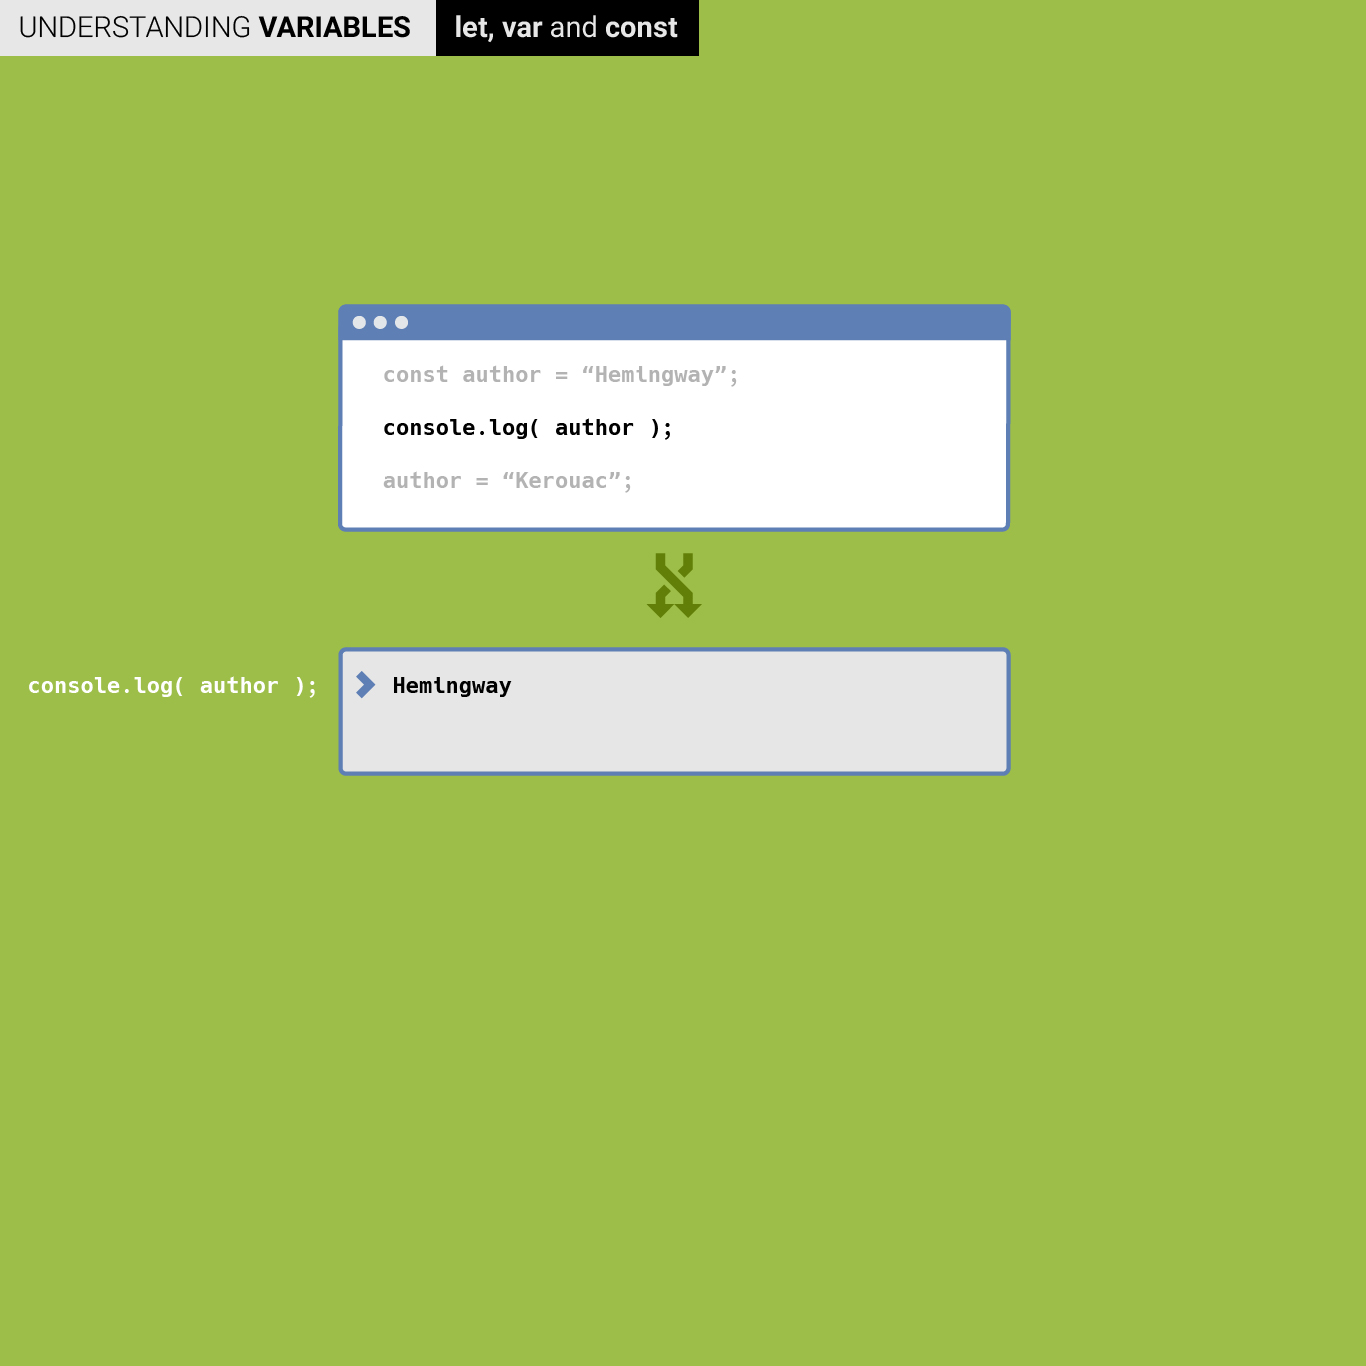 UNDERSTANDING VARIABLES let, var and const
const author = “Hemingway”;
console.log( author );
author = “Kerouac”;
console.log( author ); Hemingway